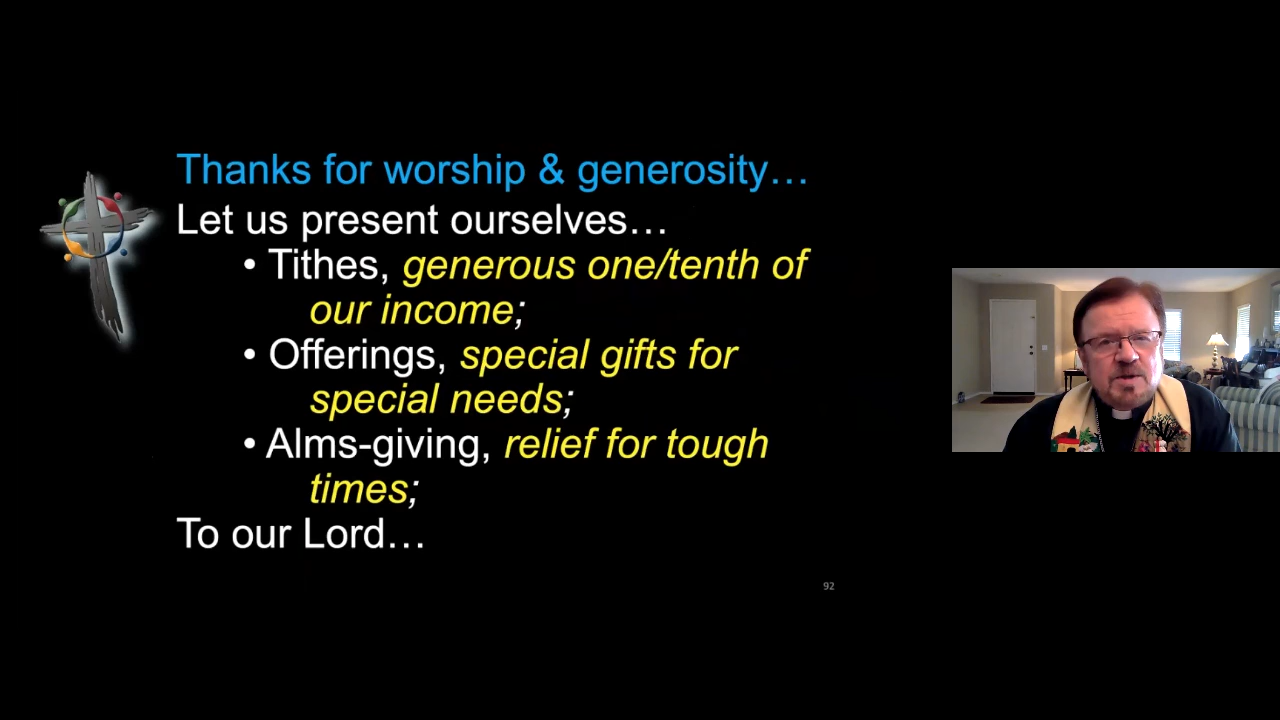 Thanks for worship & generosity…
Let us present ourselves…
• Tithes, generous one/tenth of
our income;
• Offerings, special gifts for
special needs;
• Alms-giving, relief for tough
times;
To our Lord…
92